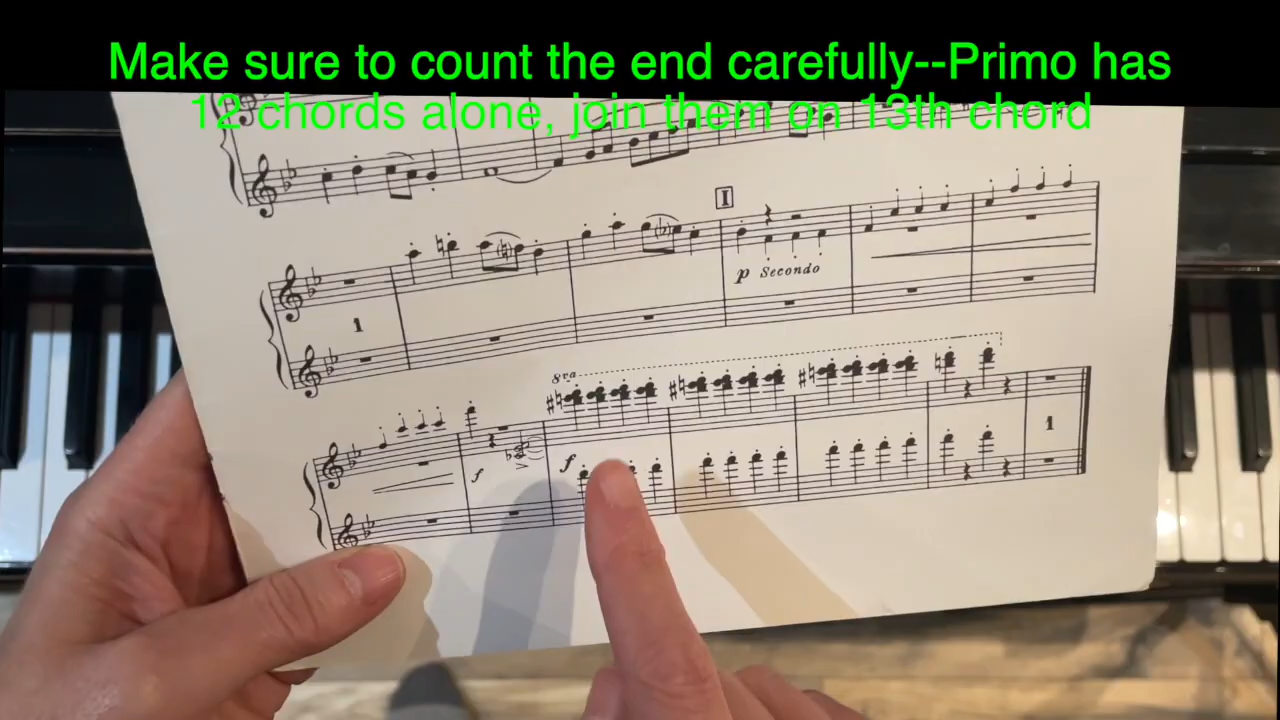 Make sure to count the end carefully--Primo has
12 chords alone, join them on 13th chord
I
p Secondo
1
8va
f
f
1